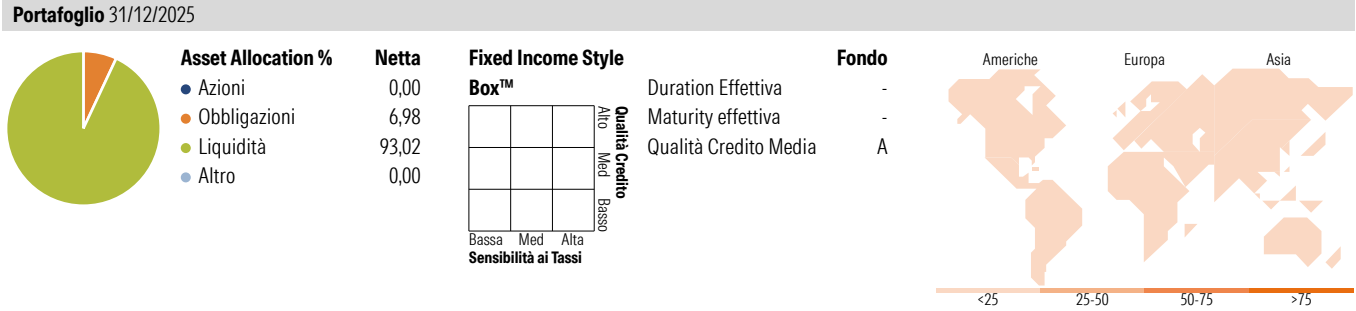 Portafoglio 31/12/2025
Asset Allocation % Netta
Azioni 0,00
Obbligazioni 6,98
Liquidità 93,02
Altro 0,00
Fixed Income Style
Box™
Alto
Med
Basso
Qualità Credito
Bassa Med Alta
Sensibilità ai Tassi
Fondo
Duration Effettiva -
Maturity effettiva -
Qualità Credito Media A
Americhe Europa Asia
<25 25-50 50-75 >75